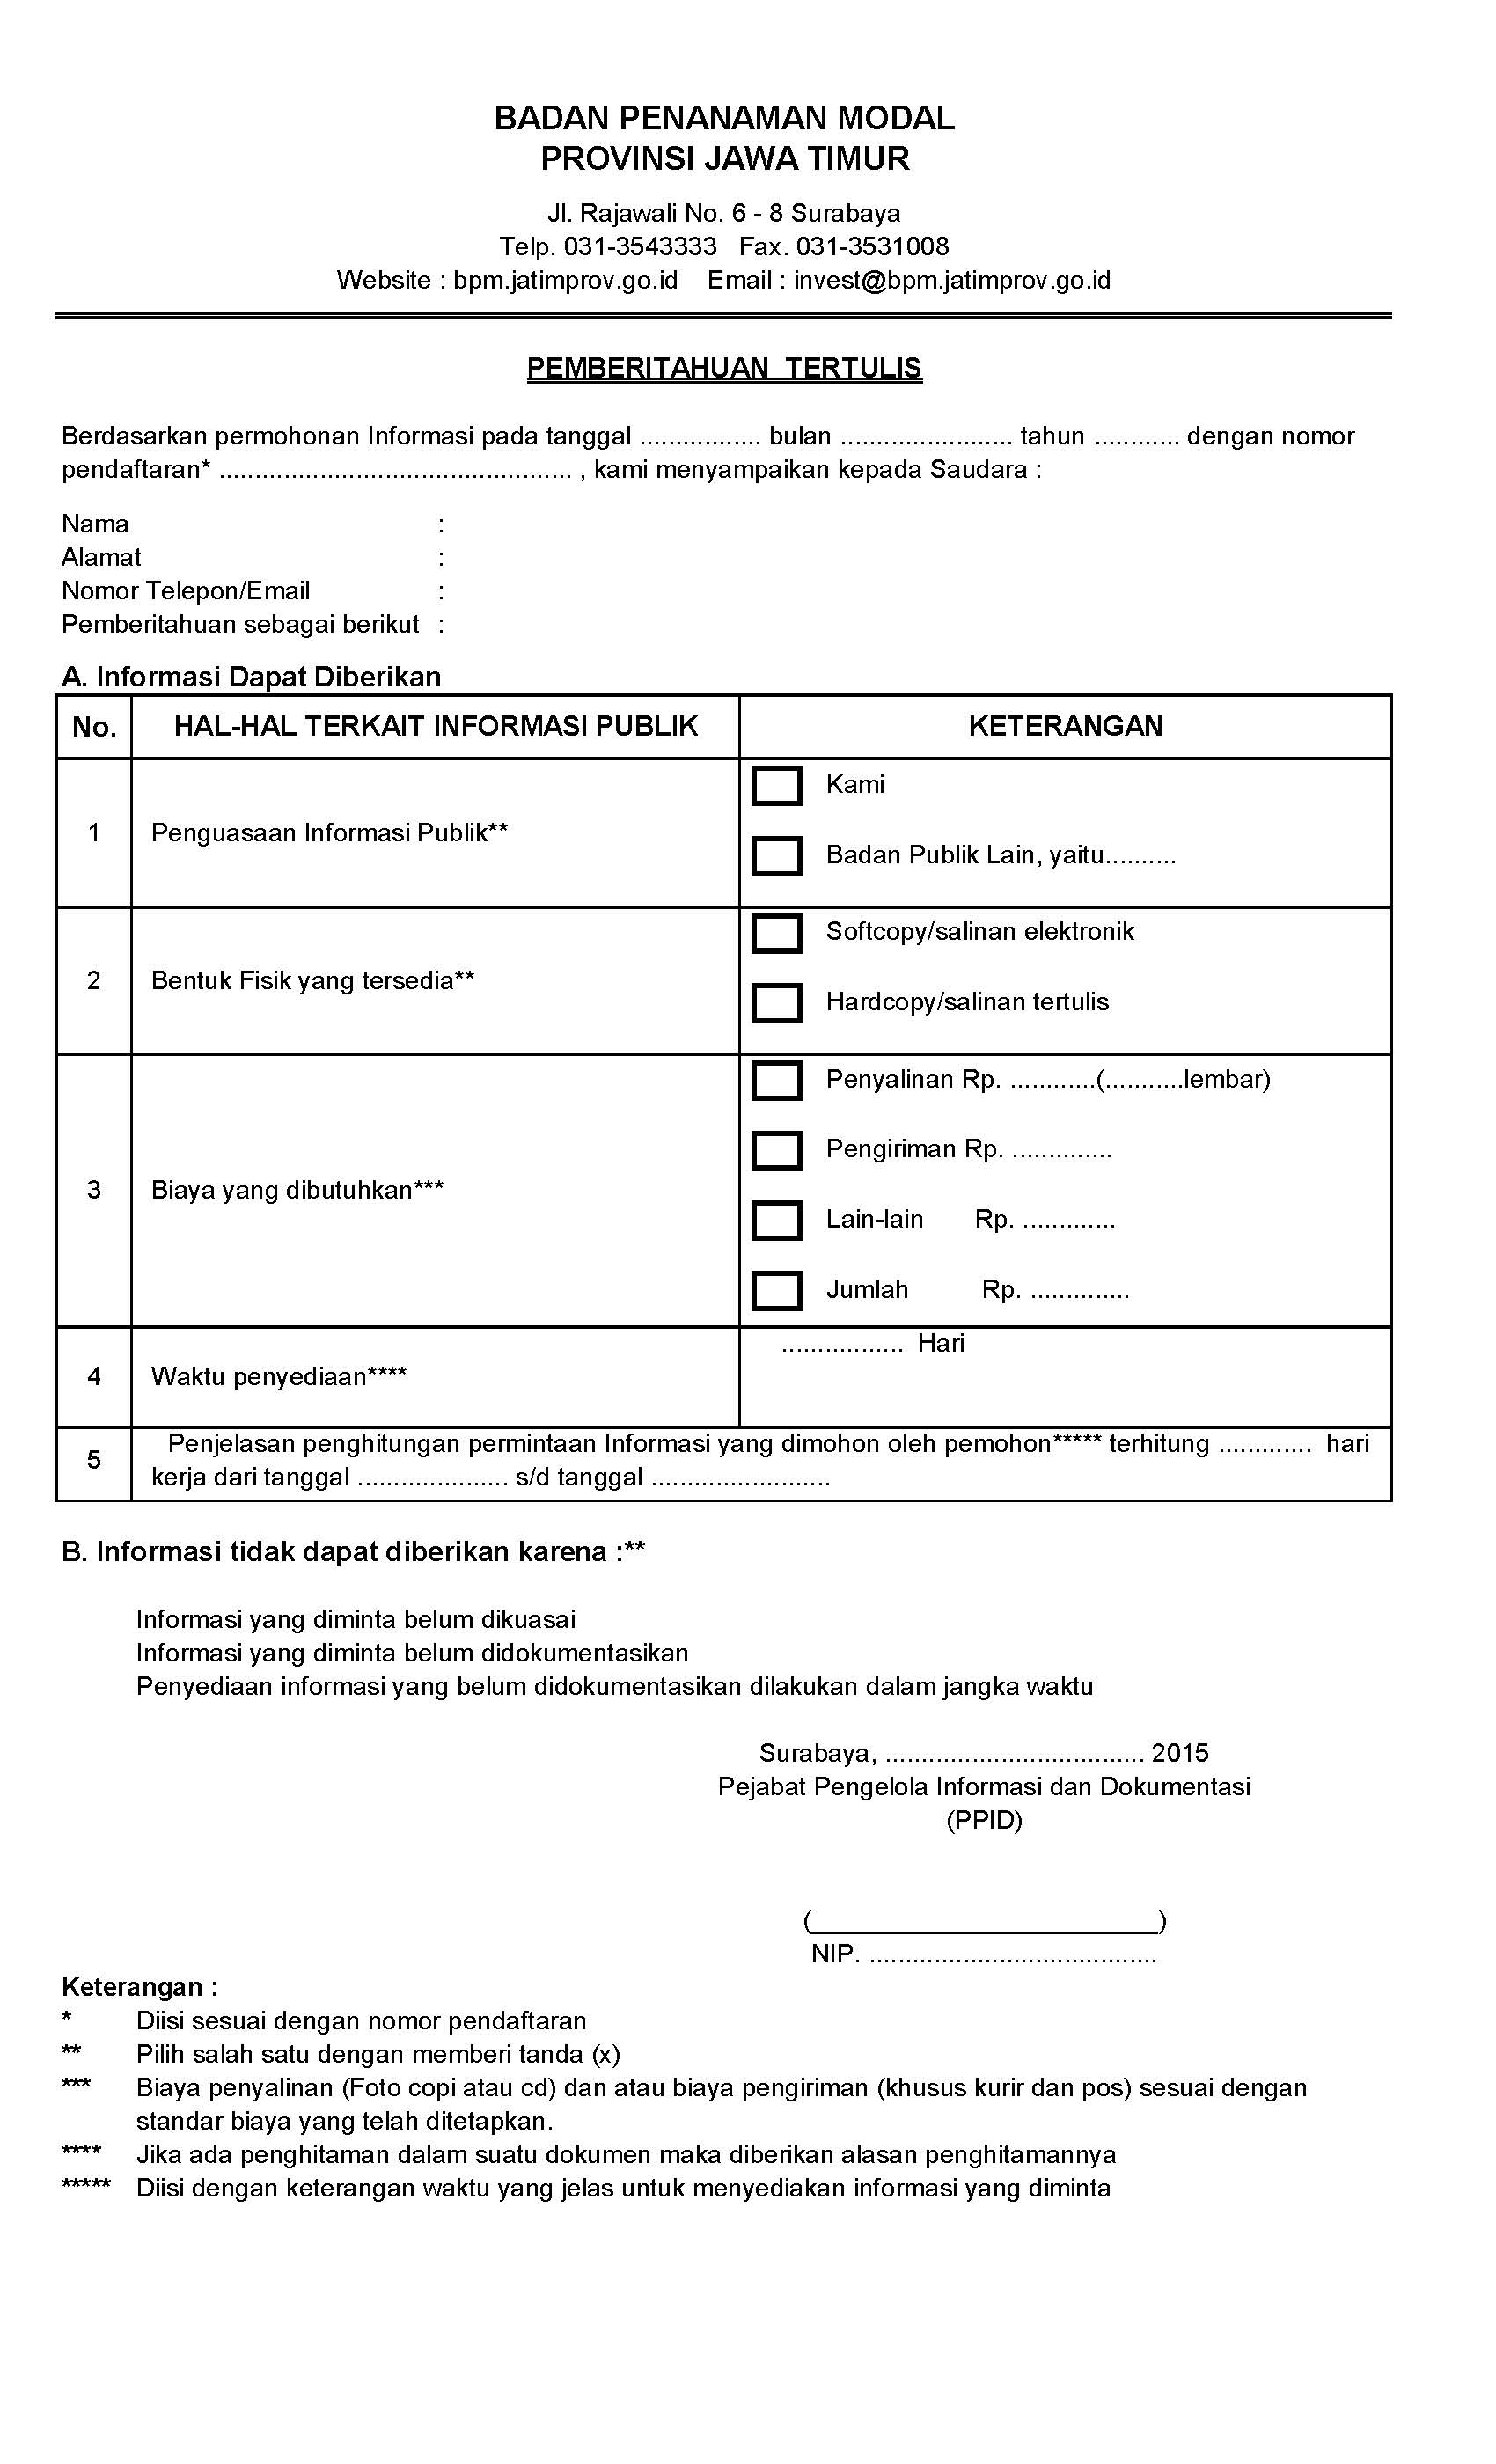 BADAN PENANAMAN MODAL
PROVINSI JAWA TIMUR
Jl. Rajawali No. 6 - 8 Surabaya
Telp. 031-3543333 Fax. 031-3531008
Website : bpm.jatimprov.go.id Email : invest@bpm.jatimprov.go.id
PEMBERITAHUAN TERTULIS
Berdasarkan permohonan Informasi pada tanggal ................. bulan ........................ tahun ............ dengan nomor
pendaftaran* ................................................. , kami menyampaikan kepada Saudara :
Nama :
Alamat :
Nomor Telepon/Email :
Pemberitahuan sebagai berikut :
A. Informasi Dapat Diberikan
No. HAL-HAL TERKAIT INFORMASI PUBLIK KETERANGAN
1 Penguasaan Informasi Publik**
Kami
Badan Publik Lain, yaitu..........
2 Bentuk Fisik yang tersedia**
Softcopy/salinan elektronik
Hardcopy/salinan tertulis
3 Biaya yang dibutuhkan***
Penyalinan Rp. ............(...........lembar)
Pengiriman Rp. ..............
Lain-lain Rp. .............
Jumlah Rp. ..............
4 Waktu penyediaan****
................. Hari
5 Penjelasan penghitungan permintaan Informasi yang dimohon oleh pemohon***** terhitung ............. hari
kerja dari tanggal ..................... s/d tanggal .........................
B. Informasi tidak dapat diberikan karena :**
Informasi yang diminta belum dikuasai
Informasi yang diminta belum didokumentasikan
Penyediaan informasi yang belum didokumentasikan dilakukan dalam jangka waktu
Surabaya, .................................... 2015
Pejabat Pengelola Informasi dan Dokumentasi
(PPID)
(________________________)
NIP. ........................................
Keterangan :
* Diisi sesuai dengan nomor pendaftaran
** Pilih salah satu dengan memberi tanda (x)
*** Biaya penyalinan (Foto copi atau cd) dan atau biaya pengiriman (khusus kurir dan pos) sesuai dengan
standar biaya yang telah ditetapkan.
**** Jika ada penghitaman dalam suatu dokumen maka diberikan alasan penghitamannya
***** Diisi dengan keterangan waktu yang jelas untuk menyediakan informasi yang diminta